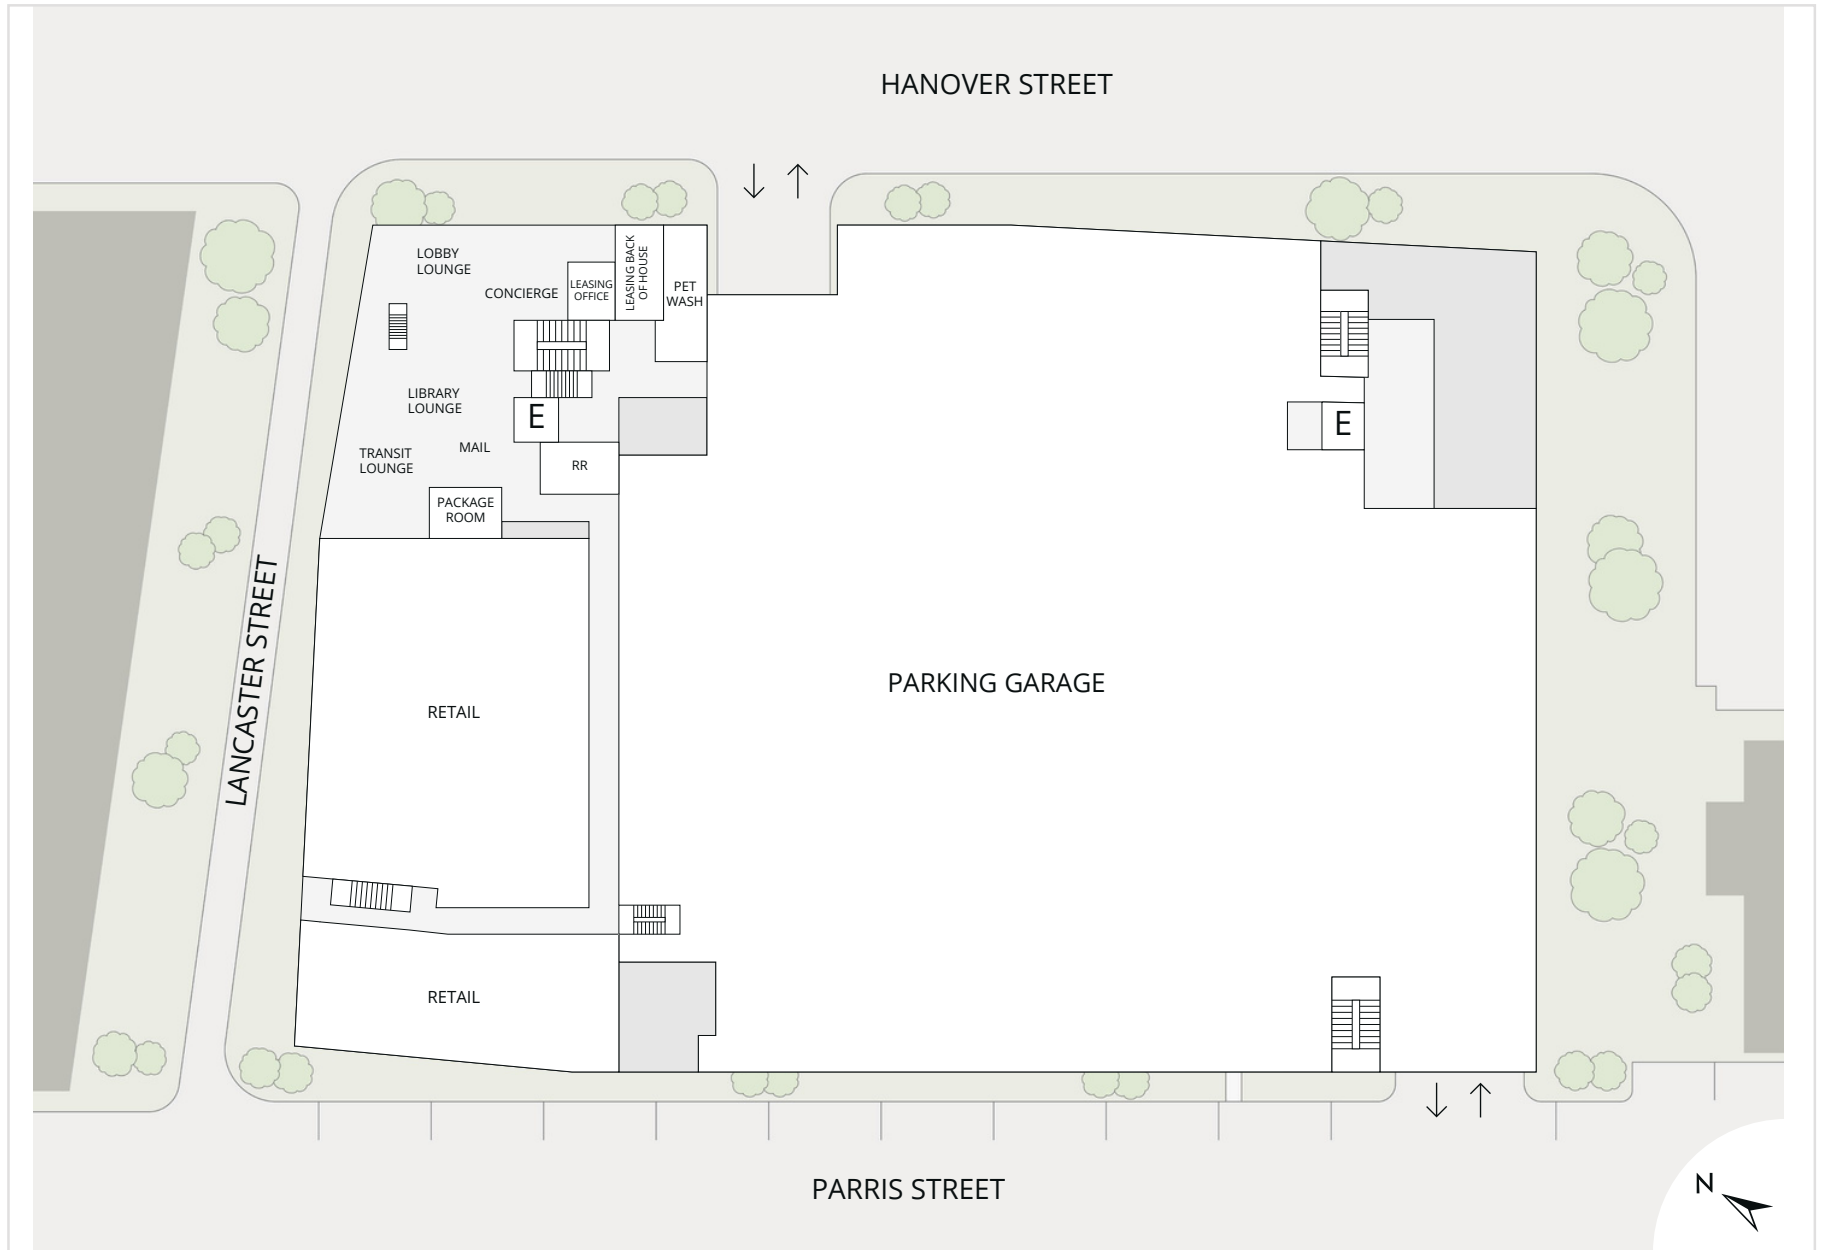 HANOVER STREET
LOBBY
LOUNGE
CONCIERGE
LEASING
OFFICE
LEASING BACK
OF HOUSE
PET
WASH
LIBRARY
LOUNGE
E
E
MAIL
TRANSIT
LOUNGE
RR
PACKAGE
ROOM
LANCASTER STREET
PARKING GARAGE
RETAIL
RETAIL
PARRIS STREET
N